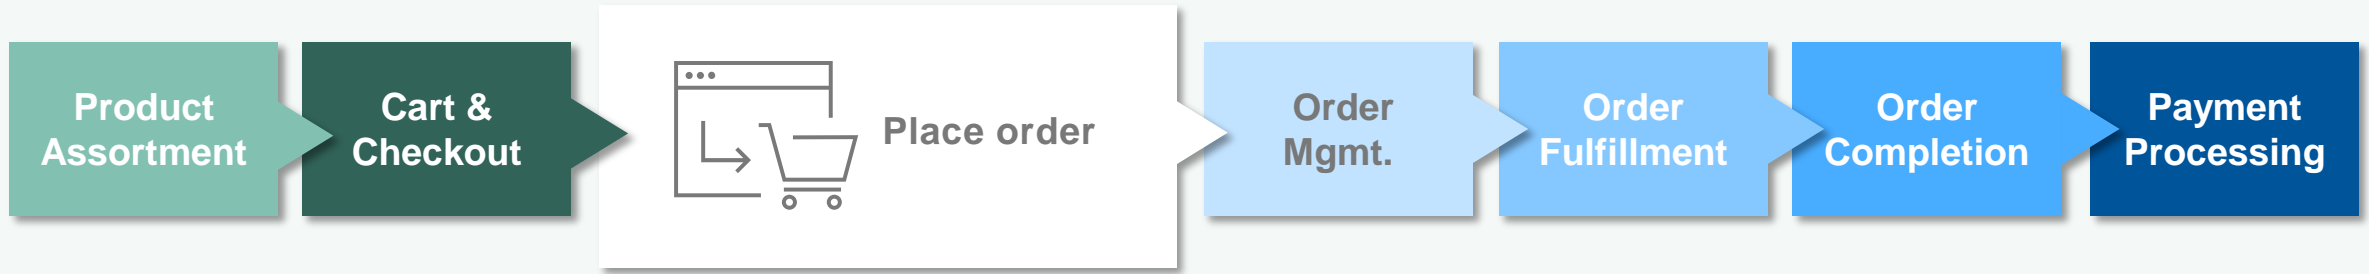 Product
Assortment
Cart &
Checkout
Place order
Order
Mgmt.
Order
Fulfillment
Order
Completion
Payment
Processing